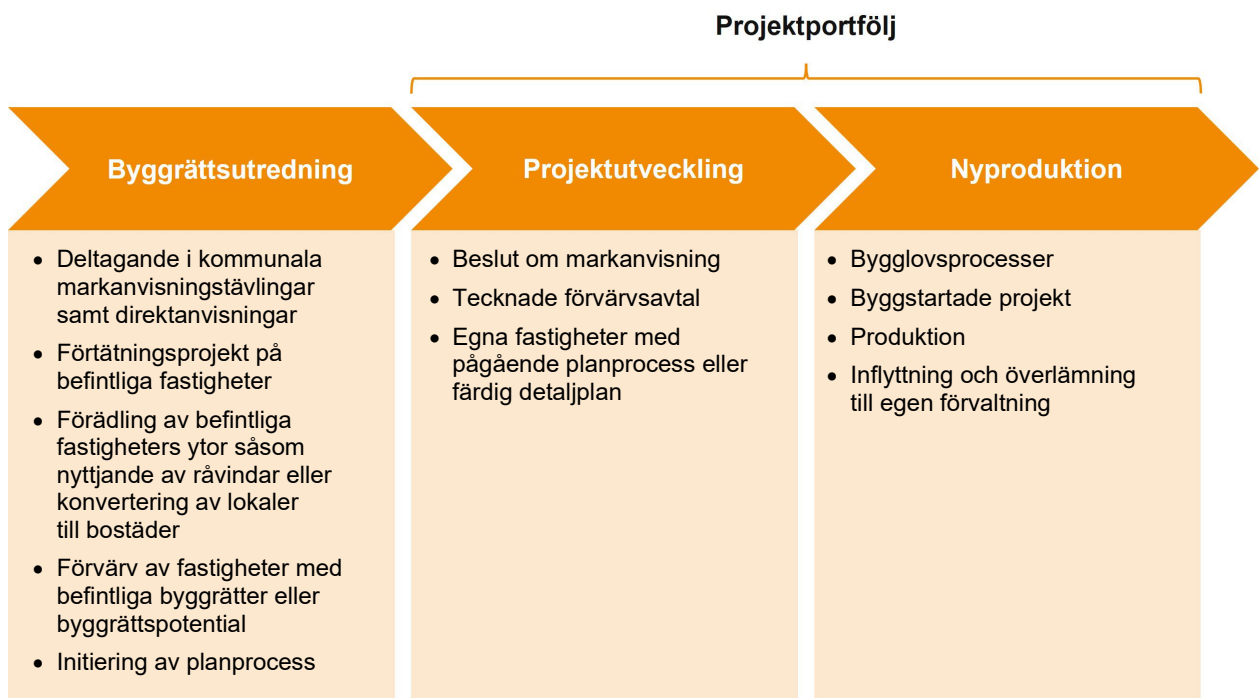 Projektportfölj
Byggrättsutredning
• Deltagande i kommunala
markanvisningstävlingar
samt direktanvisningar
• Förtätningsprojekt på
befintliga fastigheter
• Förädling av befintliga
fastigheters ytor såsom
nyttjande av råvindar eller
konvertering av lokaler
till bostäder
• Förvärv av fastigheter med
befintliga byggrätter eller
byggrättspotential
• Initiering av planprocess
Projektutveckling
• Beslut om markanvisning
• Tecknade förvärvsavtal
• Egna fastigheter med
pågående planprocess eller
färdig detaljplan
Nyproduktion
• Bygglovsprocesser
• Byggstartade projekt
• Produktion
• Inflyttning och överlämning
till egen förvaltning